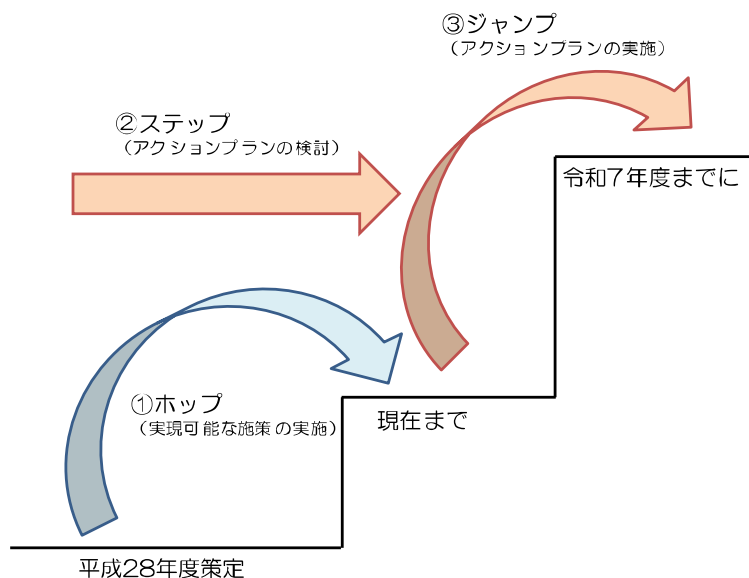 ③ジャンプ
（アクションプランの実施）
②ステップ
（アクションプランの検討）
令和7年度までに
①ホップ
（実現可能な施策の実施）
現在まで
平成28年度策定